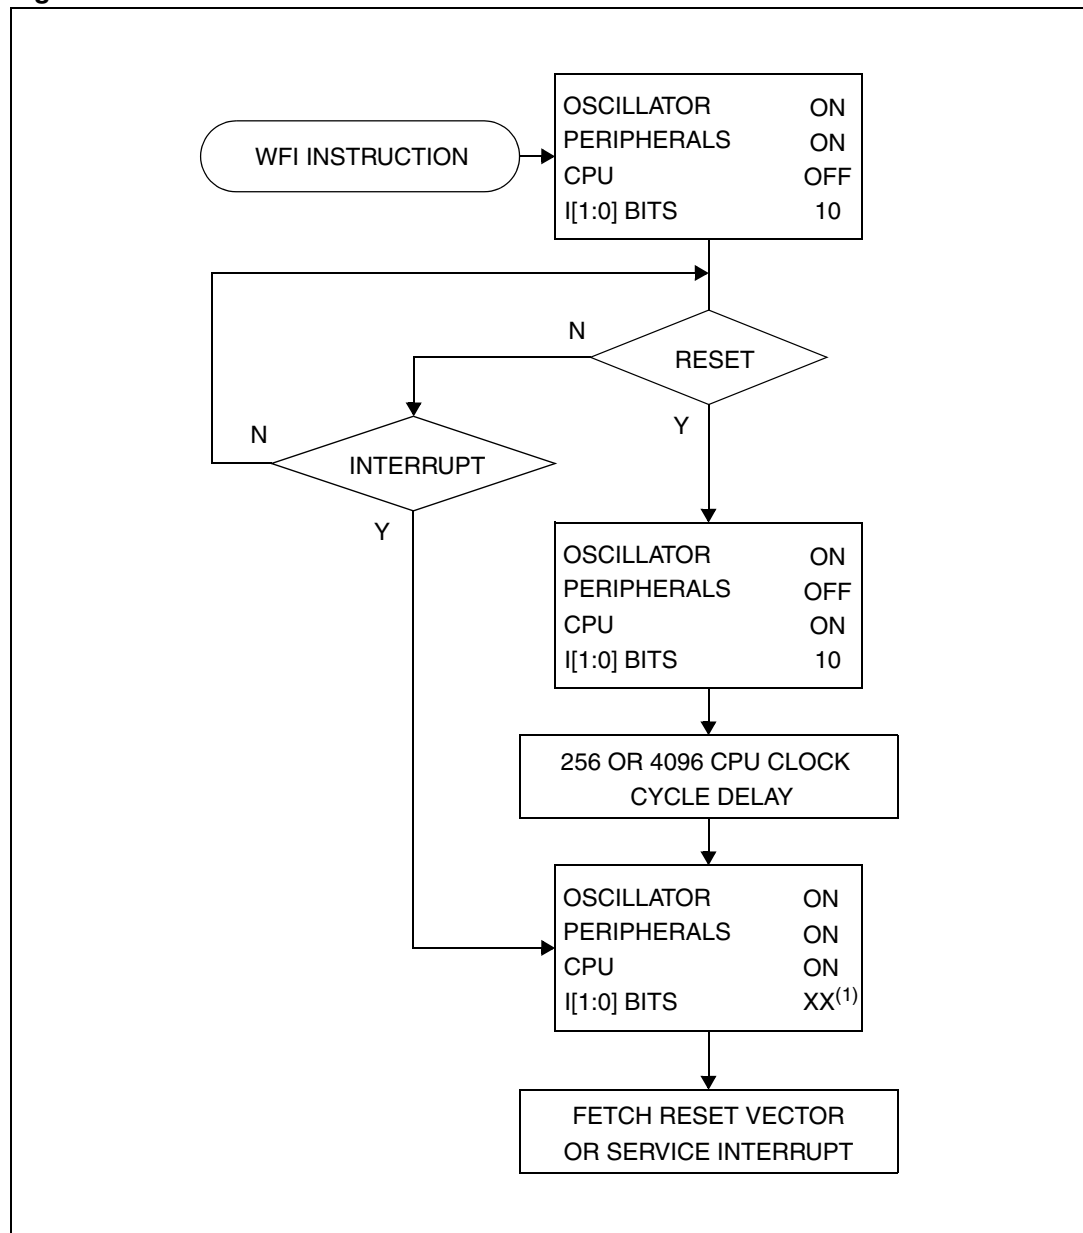 WFI INSTRUCTION
OSCILLATOR ON
PERIPHERALS ON
CPU OFF
I[1:0] BITS 10
N
RESET
Y
N
INTERRUPT
Y
OSCILLATOR ON
PERIPHERALS OFF
CPU ON
I[1:0] BITS 10
256 OR 4096 CPU CLOCK
CYCLE DELAY
OSCILLATOR ON
PERIPHERALS ON
CPU ON
I[1:0] BITS XX(1)
FETCH RESET VECTOR
OR SERVICE INTERRUPT